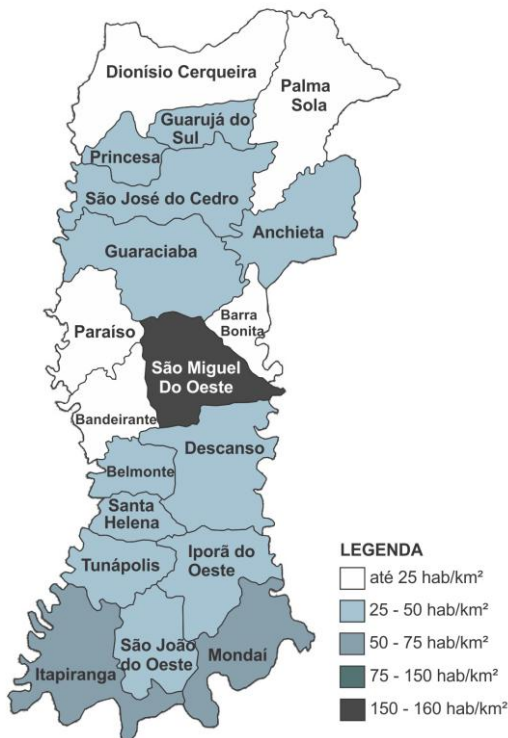 Dionísio Cerqueira
Palma
Sola
Guarujá do
Sul
Princesa
São José do Cedro
Anchieta
Guaraciaba
Paraíso
Barra
Bonita
São Miguel
Do Oeste
Bandeirante
Descanso
Belmonte
Santa
Helena
Tunápolis
Iporã do
Oeste
São João
do Oeste
Mondaí
Itapiranga
LEGENDA
até 25 hab/km²
25 - 50 hab/km²
50 - 75 hab/km²
75 - 150 hab/km²
150 - 160 hab/km²